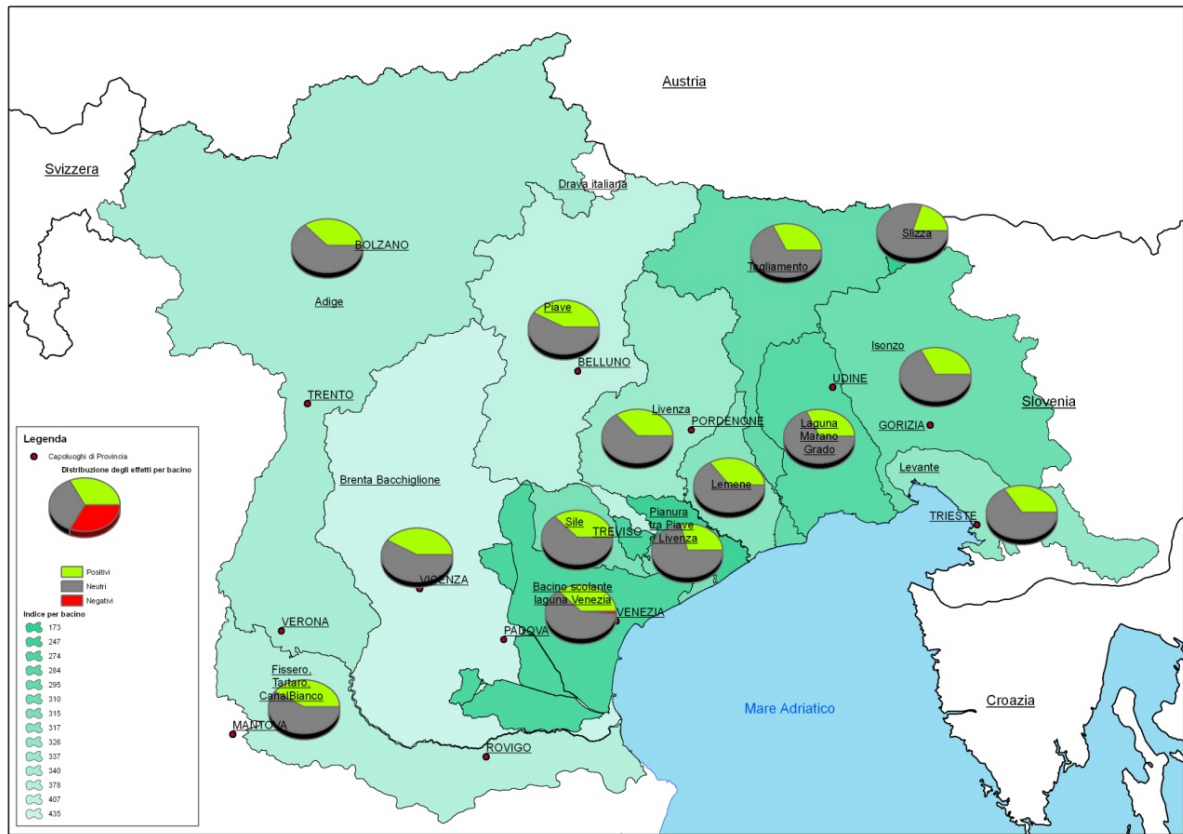 Austria
Svizzera
Drava italiana
BOLZANO
Adige
Slizza
Tagliamento
Piave
BELLUNO
Isonzo
UDINE
Slovenia
TRENTO
Livenza
PORDENONE
GORIZIA
Laguna
Marano
Grado
Levante
Brenta Bacchiglione
Lemene
TRIESTE
Sile
TREVISO
Pianura
tra Piave
e Livenza
VICENZA
Bacino scolante
laguna Venezia
VENEZIA
VERONA
PADOVA
Fissero,
Tartaro,
CanalBianco
MANTOVA
ROVIGO
Mare Adriatico
Croazia
Legenda
Capoluoghi di Provincia
Distribuzione degli effetti per bacino
Positivi
Neutri
Negativi
Indice per bacino
173
247
274
284
295
310
315
317
326
337
340
378
407
435